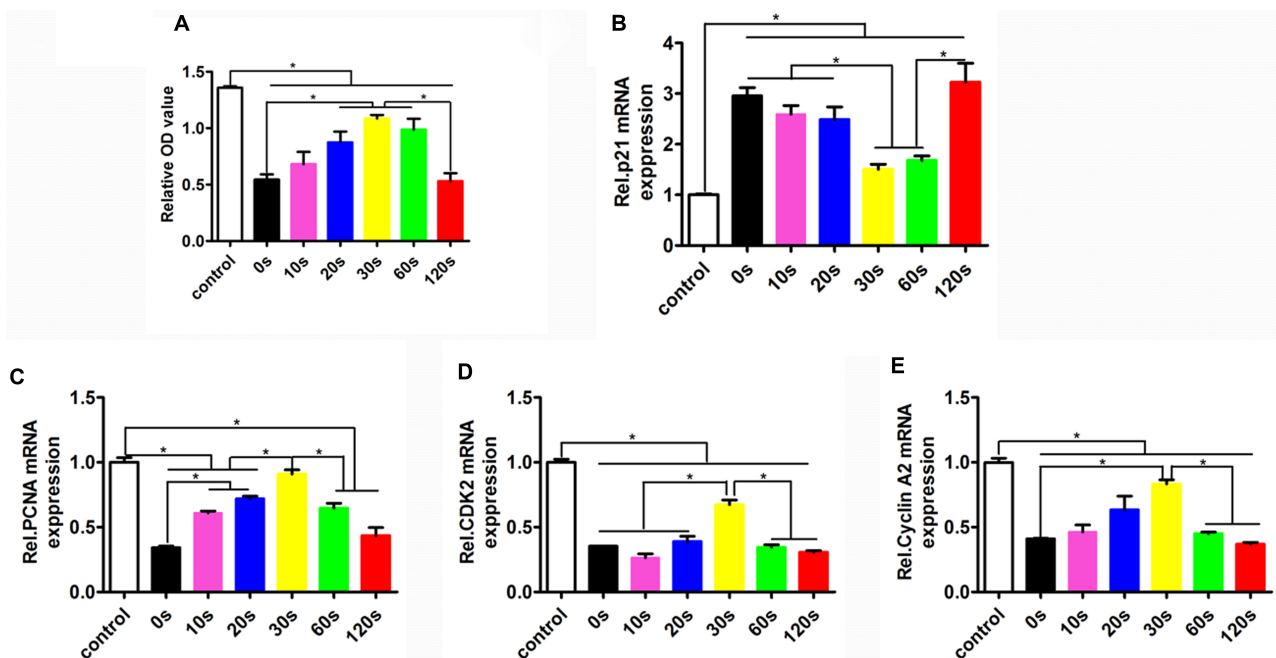 A
Relative OD value
1.5
1.0
0.5
0.0
*
*
*
control 0s 10s 20s 30s 60s 120s
B
Rel.p21 mRNA
exppression
4
3
2
1
0
*
*
*
control 0s 10s 20s 30s 60s 120s
C
Rel.PCNA mRNA
exppression
1.5
1.0
0.5
0.0
*
*
*
*
*
control 0s 10s 20s 30s 60s 120s
D
Rel.CDK2 mRNA
exppression
1.5
1.0
0.5
0.0
*
*
*
control 0s 10s 20s 30s 60s 120s
E
Rel.Cyclin A2 mRNA
exppression
1.5
1.0
0.5
0.0
*
*
*
control 0s 10s 20s 30s 60s 120s